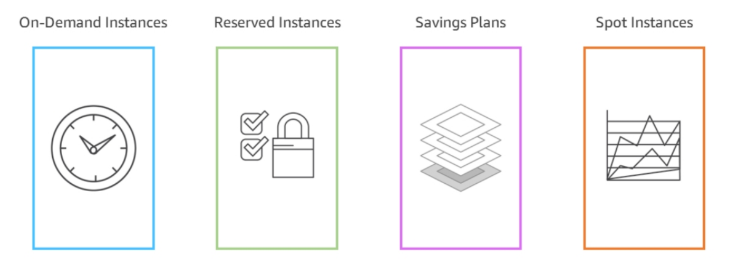 On-Demand Instances
Reserved Instances
Savings Plans
Spot Instances